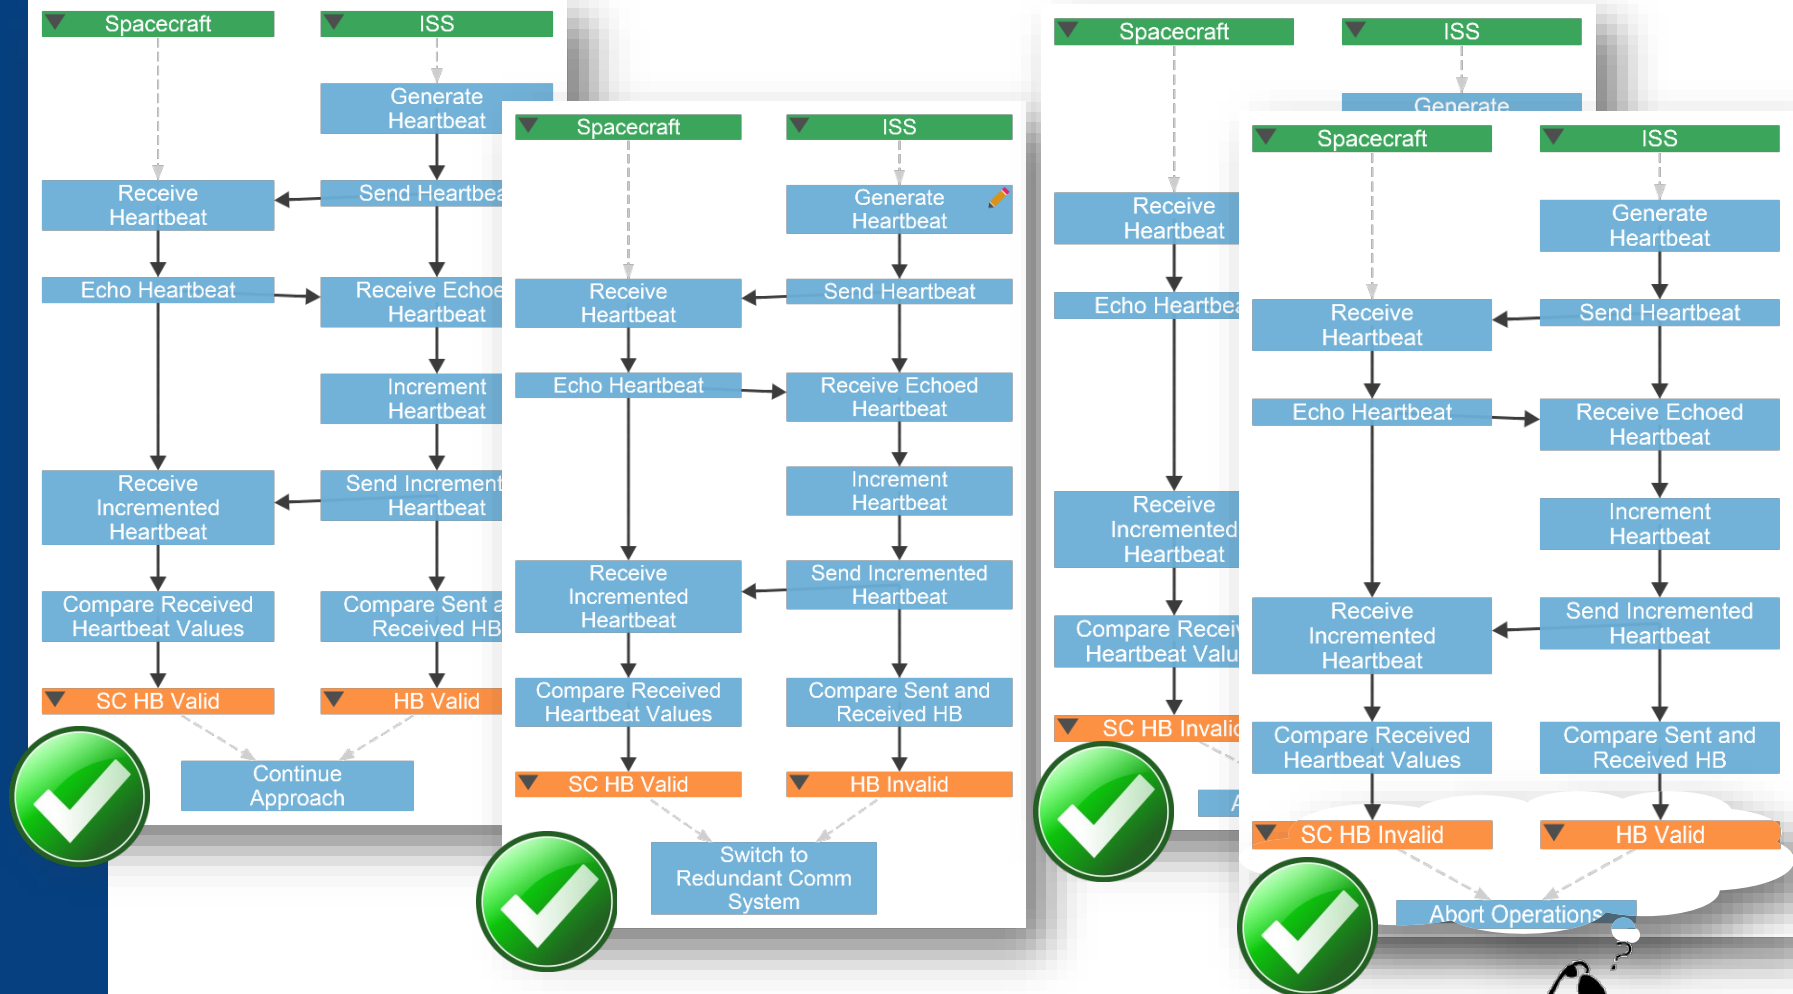 Spacecraft
ISS
Generate
Heartbeat
Receive
Heartbeat
Send Heartbea
Echo Heartbeat
Receive Echoe
Heartbeat
Increment
Heartbeat
Receive
Incremented
Heartbeat
Send Increment
Heartbeat
Compare Received
Heartbeat Values
Compare Sent a
Received HB
SC HB Valid
HB Valid
Continue
Approach
Spacecraft
ISS
Generate
Heartbeat
Receive
Heartbeat
Send Heartbeat
Echo Heartbeat
Receive Echoed
Heartbeat
Increment
Heartbeat
Receive
Incremented
Heartbeat
Send Incremented
Heartbeat
Compare Received
Heartbeat Values
Compare Sent and
Received HB
SC HB Valid
HB Invalid
Switch to
Redundant Comm
System
Spacecraft
ISS
Generate
Receive
Heartbeat
Echo Heartbea
Receive
Incremented
Heartbeat
Compare Receiv
Heartbeat Valu
SC HB Invalid
A
Spacecraft
ISS
Generate
Heartbeat
Receive
Heartbeat
Send Heartbeat
Echo Heartbeat
Receive Echoed
Heartbeat
Increment
Heartbeat
Receive
Incremented
Heartbeat
Send Incremented
Heartbeat
Compare Received
Heartbeat Values
Compare Sent and
Received HB
SC HB Invalid
HB Valid
Abort Operations
?